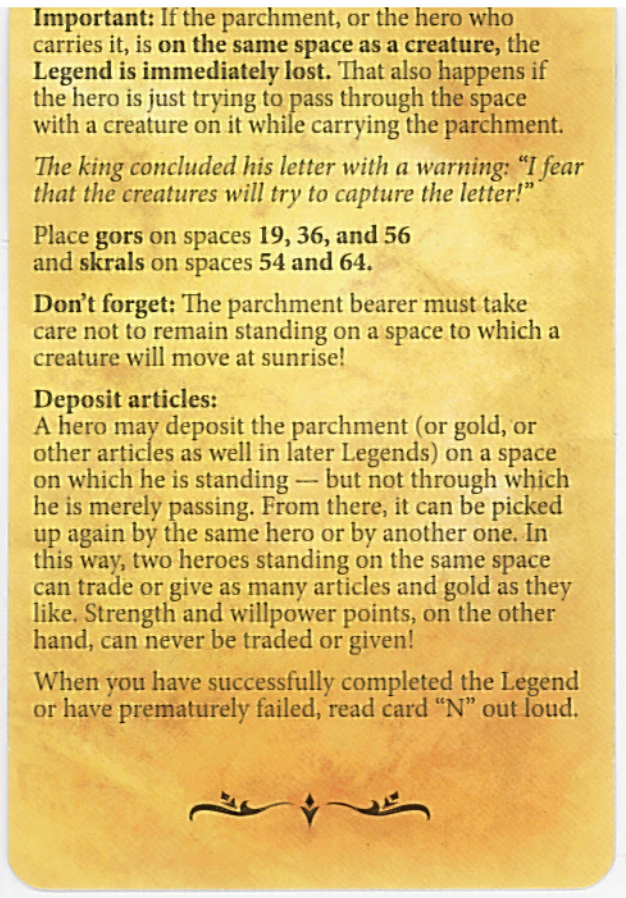 Important: If the parchment, or the hero who
carries it, is on the same space as a creature, the
Legend is immediately lost. That also happens if
the hero is just trying to pass through the space
with a creature on it while carrying the parchment.
The king concluded his letter with a warning: “I fear
that the creatures will try to capture the letter!”
Place gors on spaces 19, 36, and 56
and skrals on spaces 54 and 64.
Don’t forget: The parchment bearer must take
care not to remain standing on a space to which a
creature will move at sunrise!
Deposit articles:
A hero may deposit the parchment (or gold, or
other articles as well in later Legends) on a space
on which he is standing — but not through which
he is merely passing. From there, it can be picked
up again by the same hero or by another one. In
this way, two heroes standing on the same space
can trade or give as many articles and gold as they
like. Strength and willpower points, on the other
hand, can never be traded or given!
When you have successfully completed the Legend
or have prematurely failed, read card “N” out loud.